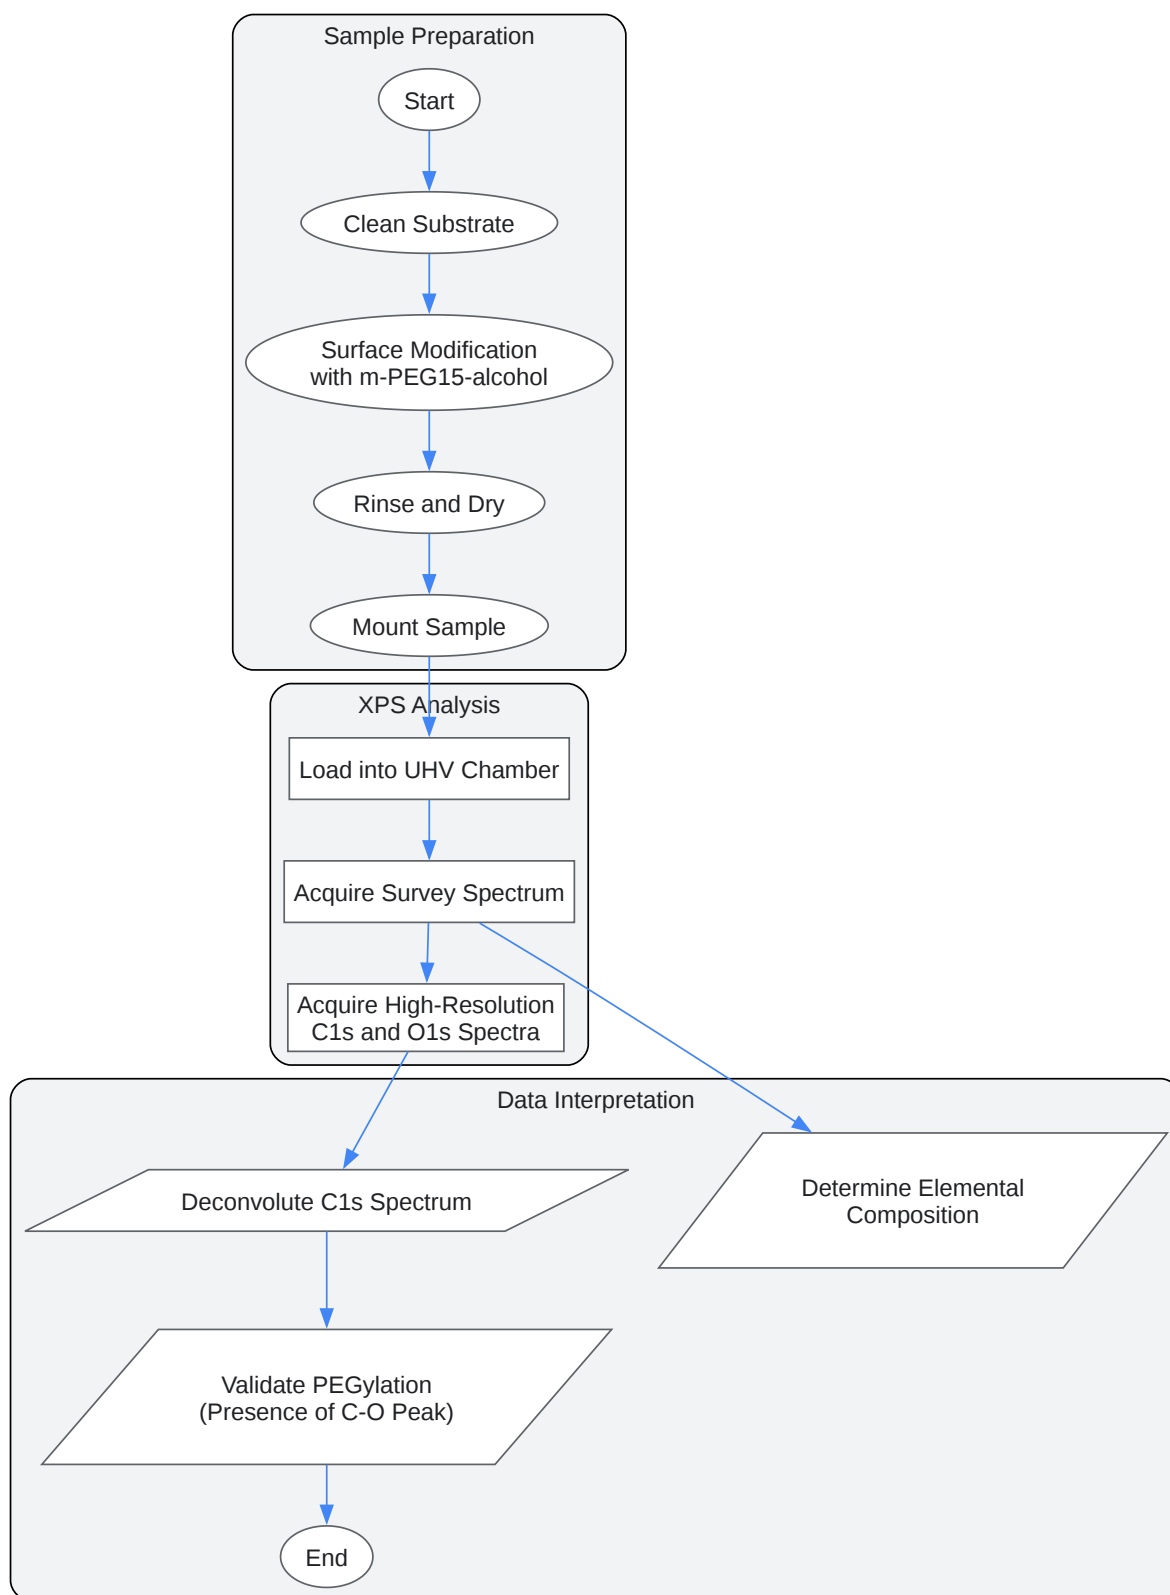 Sample Preparation
Start
Clean Substrate
Surface Modification
with m-PEG15-alcohol
Rinse and Dry
Mount Sample
XPS Analysis
Load into UHV Chamber
Acquire Survey Spectrum
Acquire High-Resolution
C1s and O1s Spectra
Data Interpretation
Deconvolute C1s Spectrum
Determine Elemental
Composition
Validate PEGylation
(Presence of C-O Peak)
End